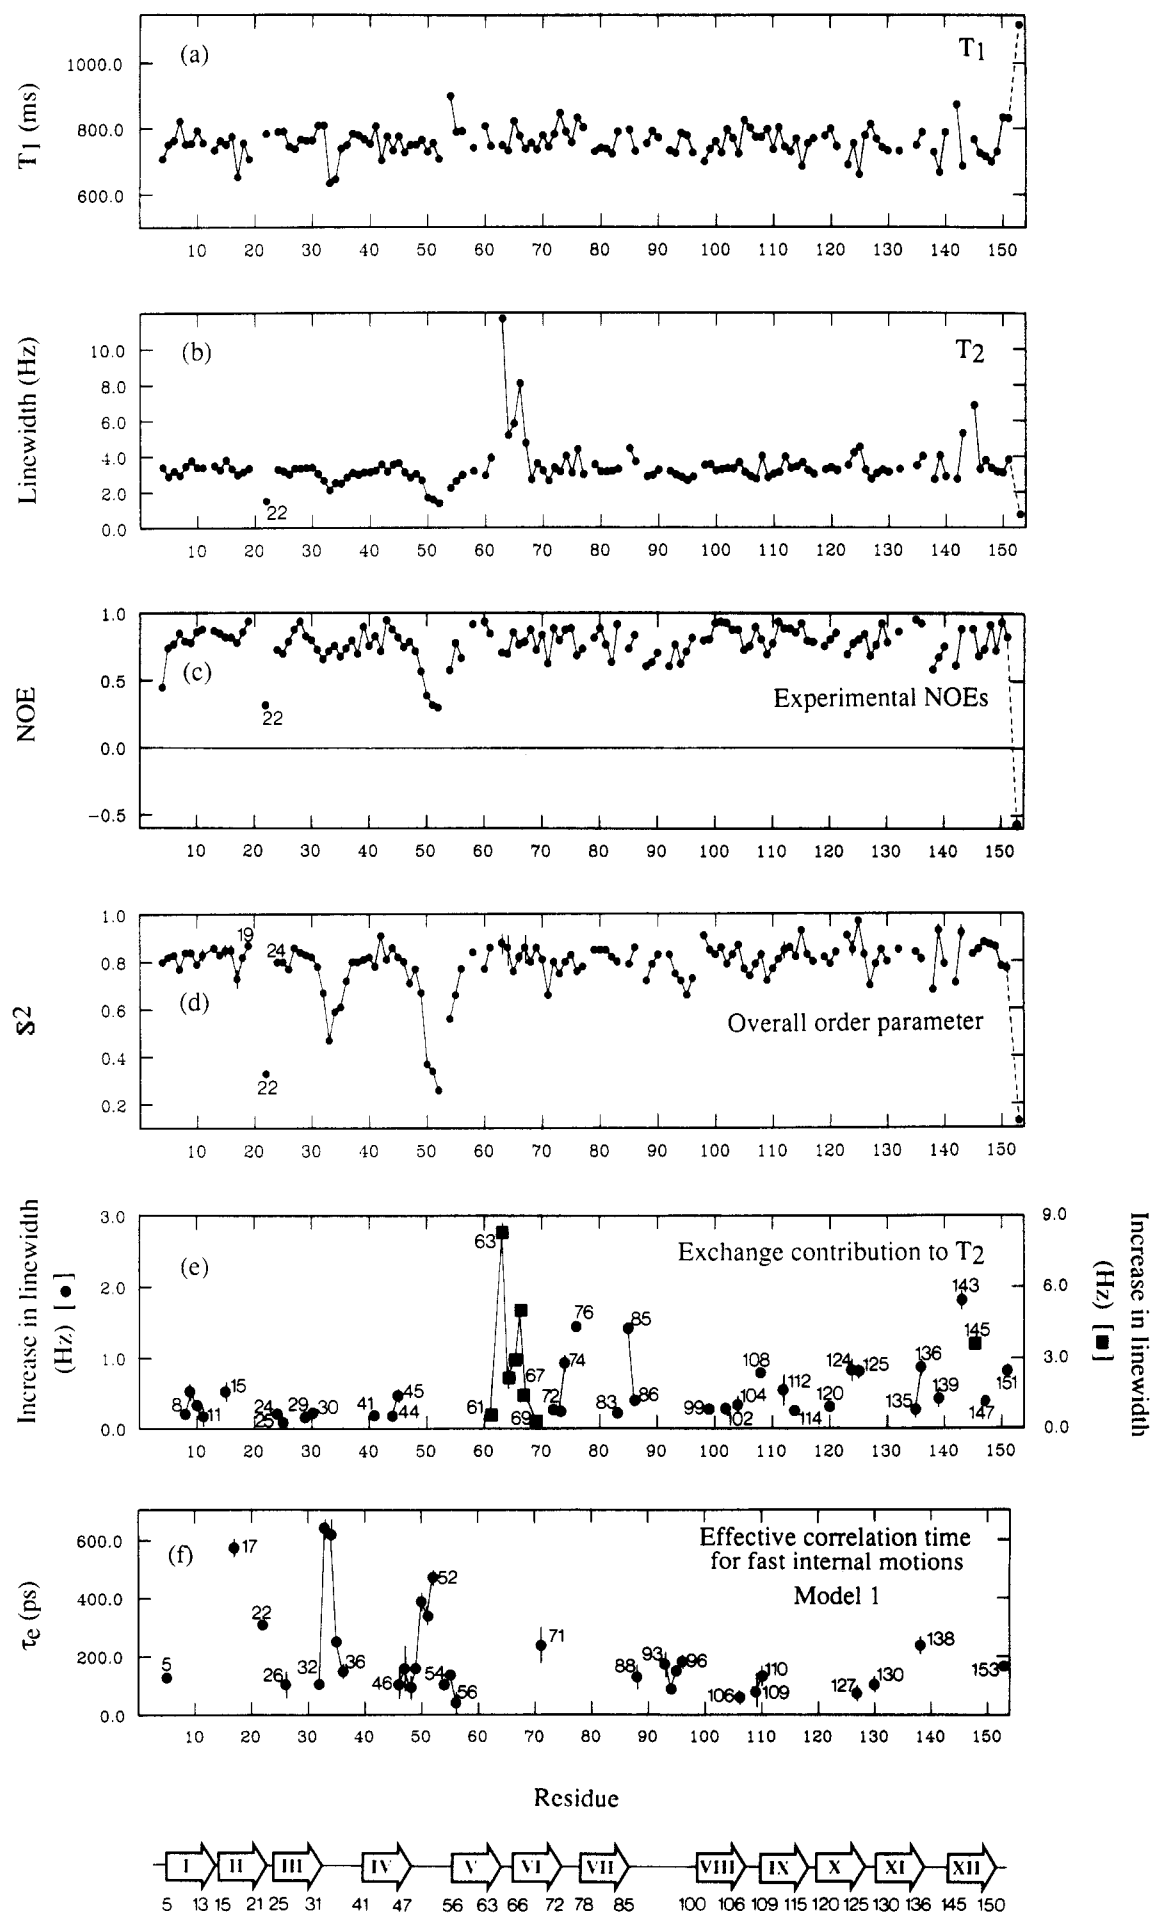 (a)
T1
T1 (ms)
1000.0
800.0
600.0
10 20 30 40 50 60 70 80 90 100 110 120 130 140 150
(b)
T2
Linewidth (Hz)
10.0
8.0
6.0
4.0
2.0
0.0
22
10 20 30 40 50 60 70 80 90 100 110 120 130 140 150
(c)
NOE
1.0
0.5
0.0
-0.5
22
Experimental NOEs
10 20 30 40 50 60 70 80 90 100 110 120 130 140 150
(d)
S2
1.0
0.8
0.6
0.4
0.2
19
24
22
Overall order parameter
10 20 30 40 50 60 70 80 90 100 110 120 130 140 150
(e)
Exchange contribution to T2
Increase in linewidth
(Hz) [●]
3.0
2.0
1.0
0.0
9.0
6.0
3.0
0.0
Increase in linewidth
(Hz) [■]
8
11
15
24
25
29
30
41
44
45
61
63
67
69
72
74
76
83
85
86
99
102
104
108
112
114
120
124
125
135
136
139
143
145
147
151
10 20 30 40 50 60 70 80 90 100 110 120 130 140 150
(f)
Effective correlation time
for fast internal motions
Model 1
τe (ps)
600.0
400.0
200.0
0.0
5
17
22
26
32
36
46
52
54
56
71
88
93
96
106
109
110
127
130
138
153
10 20 30 40 50 60 70 80 90 100 110 120 130 140 150
Residue
I II III IV V VI VII VIII IX X XI XII
5 13 15 21 25 31 41 47 56 63 66 72 78 85 100 106 109 115 119 125 130 136 145 150